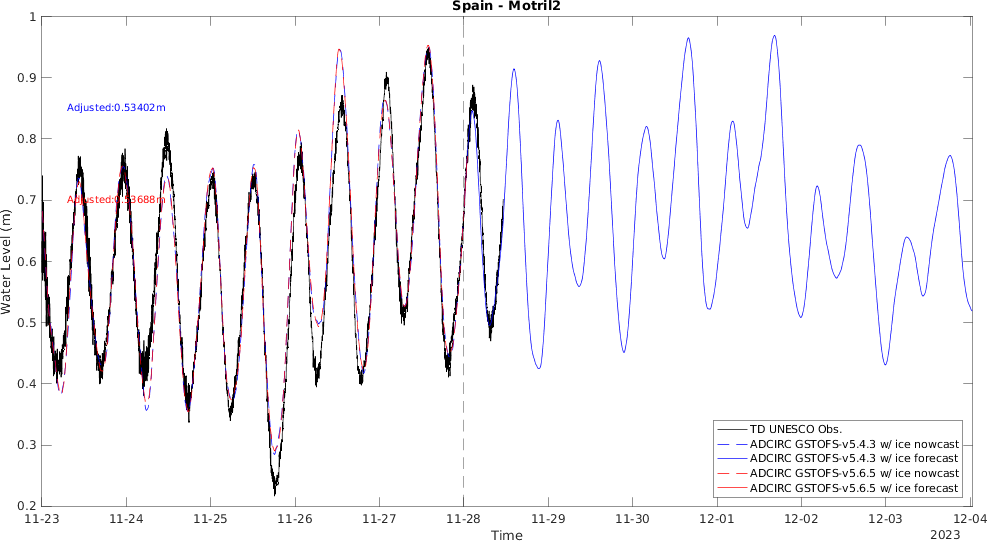 Spain - Motril2
1
0.9
0.8
0.7
0.6
0.5
0.4
0.3
0.2
Water Level (m)
Adjusted:0.53402m
Adjusted:0.53688m
TD UNESCO Obs.
ADCIRC GSTOFS-v5.4.3 w/ ice nowcast
ADCIRC GSTOFS-v5.4.3 w/ ice forecast
ADCIRC GSTOFS-v5.6.5 w/ ice nowcast
ADCIRC GSTOFS-v5.6.5 w/ ice forecast
11-23 11-24 11-25 11-26 11-27 11-28 11-29 11-30 12-01 12-02 12-03 12-04
Time
2023